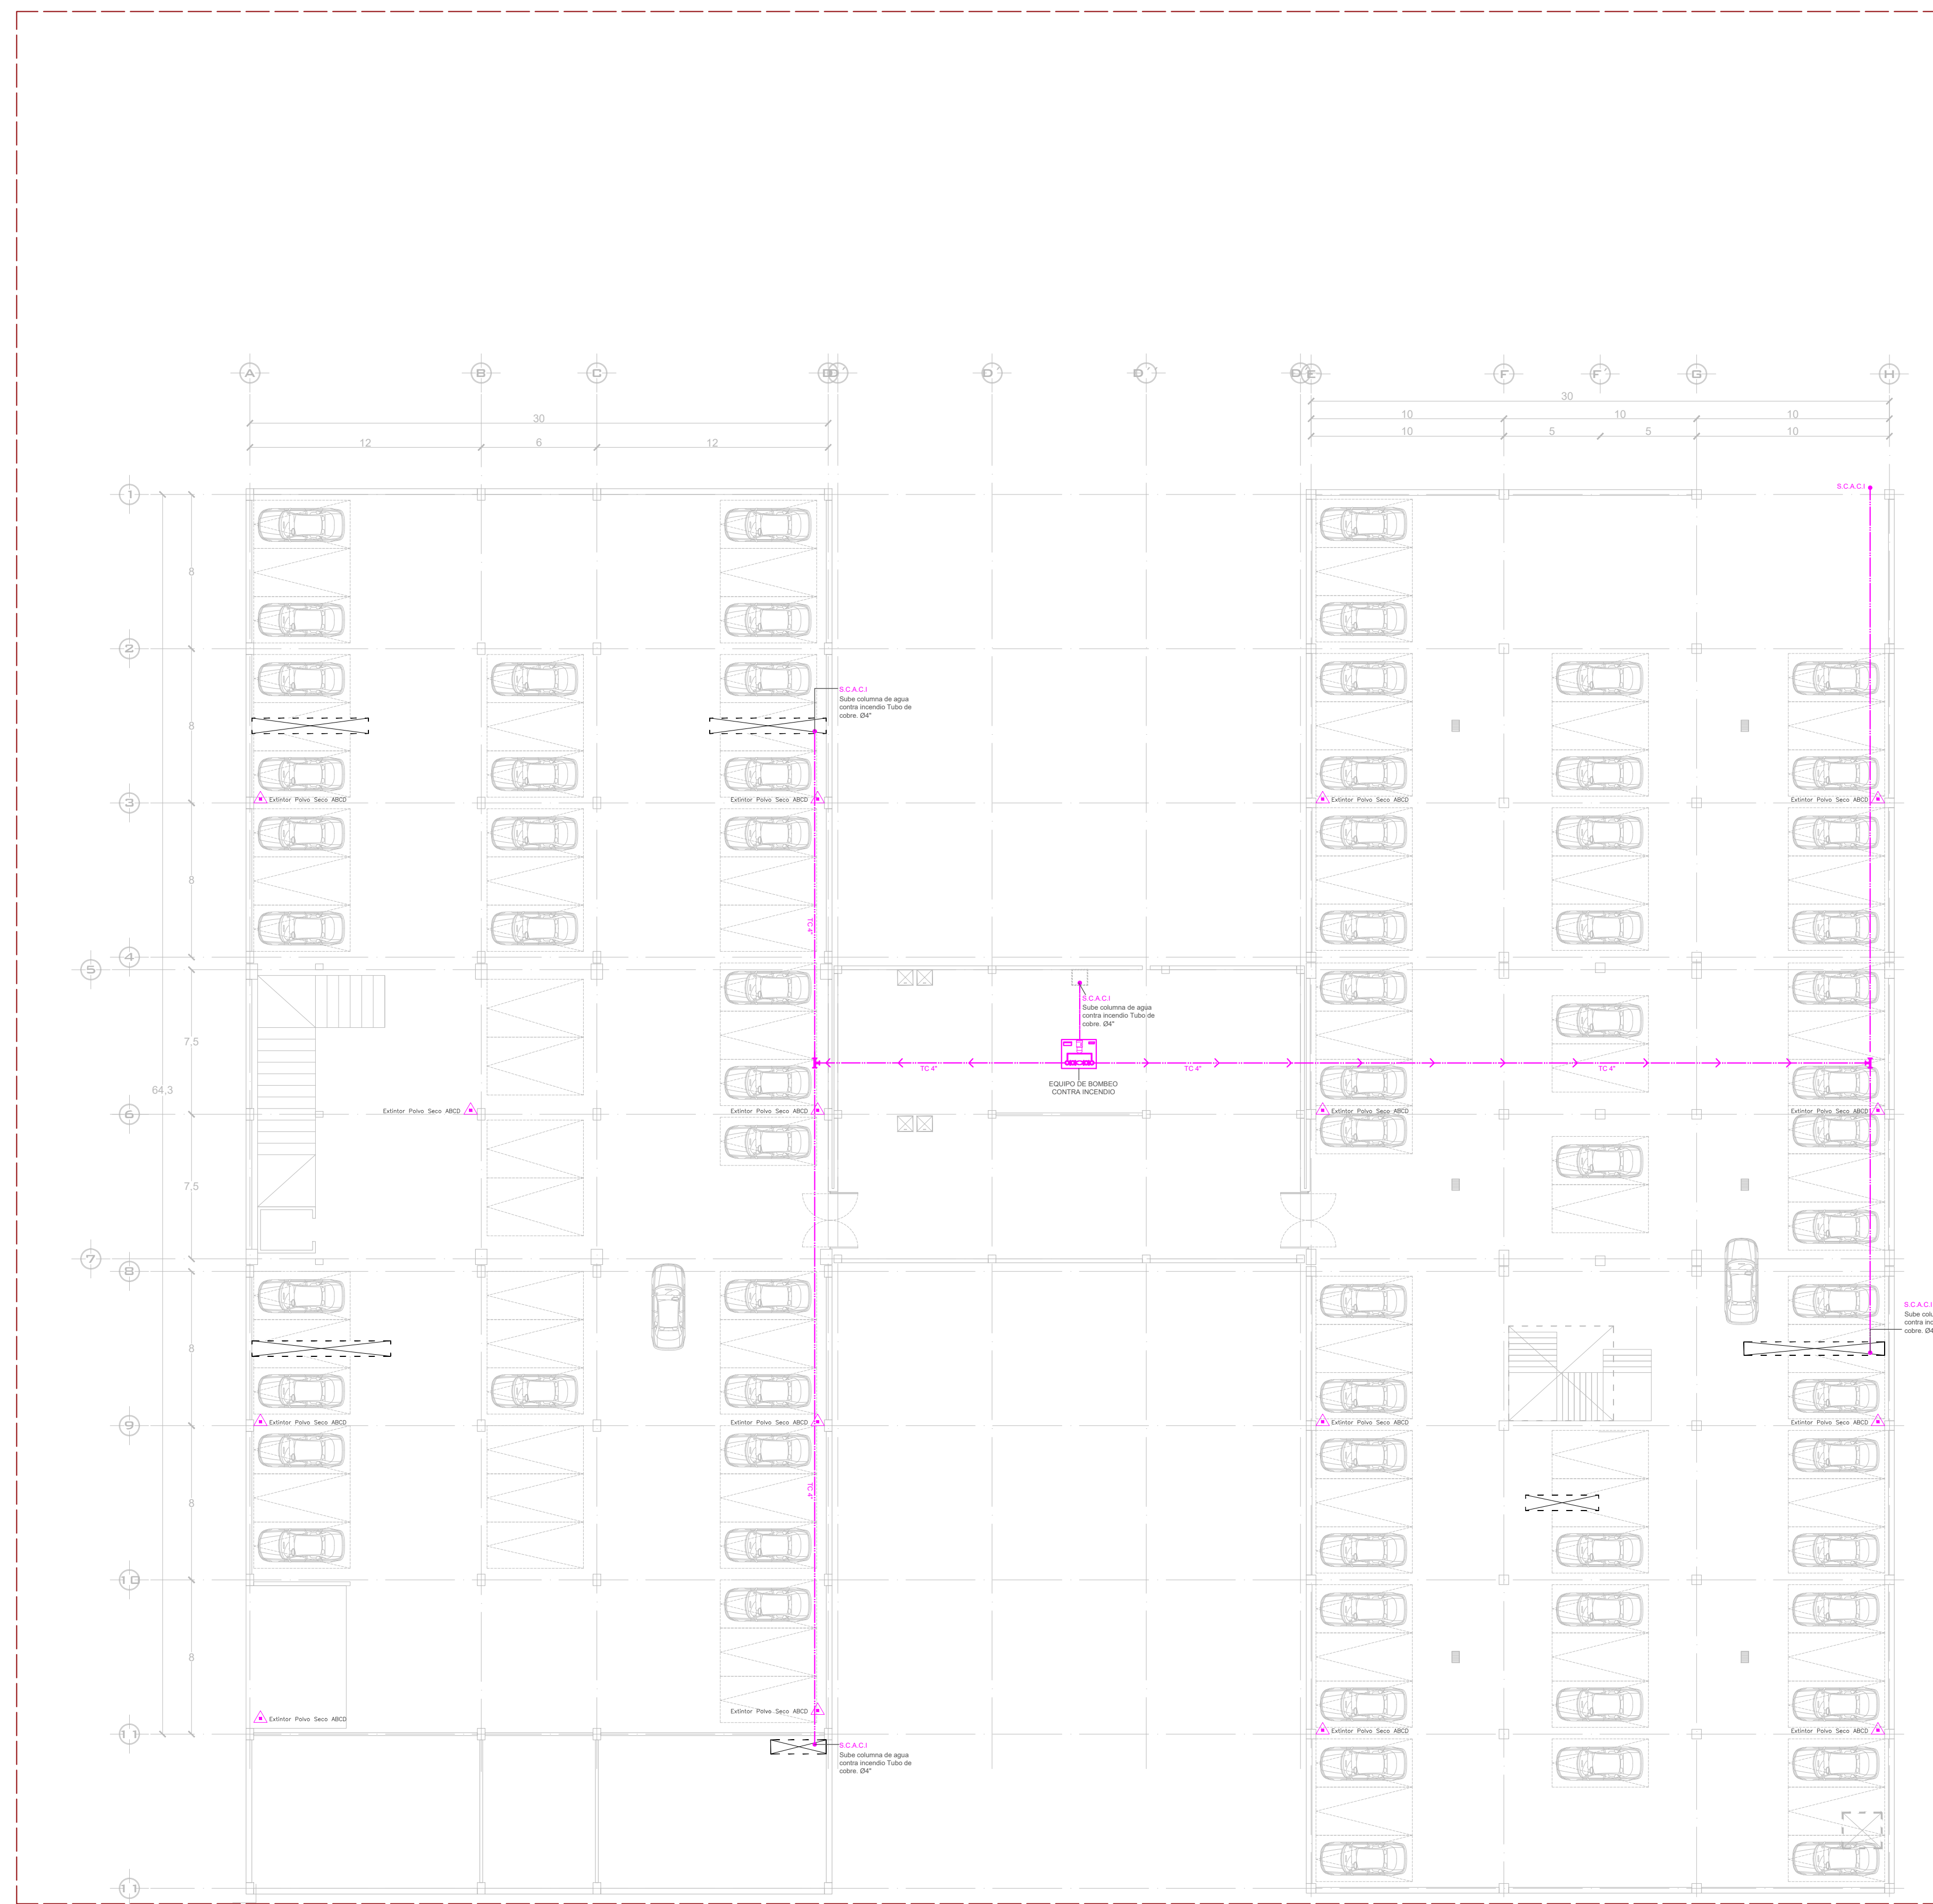 A
B
C
D
D'
D'
D'
D'
E
F
F'
G
H
30
30
10
10
10
12
6
12
10
5
5
10
1
S.C.A.C.I
8
2
S.C.A.C.I
Sube columna de agua
contra incendio Tubo de
cobre. Ø4"
8
3
Extintor Polvo Seco ABCD
Extintor Polvo Seco ABCD
Extintor Polvo Seco ABCD
Extintor Polvo Seco ABCD
8
TC 4"
4
5
S.C.A.C.I
Sube columna de agua
contra incendio Tubo de
cobre. Ø4"
7,5
TC 4"
TC 4"
TC 4"
EQUIPO DE BOMBEO
CONTRA INCENDIO
64,3
6
Extintor Polvo Seco ABCD
Extintor Polvo Seco ABCD
Extintor Polvo Seco ABCD
Extintor Polvo Seco ABCD
7,5
7
8
S.C.A.C.I
Sube
contra
cobre.
8
9
Extintor Polvo Seco ABCD
Extintor Polvo Seco ABCD
Extintor Polvo Seco ABCD
Extintor Polvo Seco ABCD
TC 4"
8
10
8
Extintor Polvo Seco ABCD
Extintor Polvo Seco ABCD
Extintor Polvo Seco ABCD
Extintor Polvo Seco ABCD
11
S.C.A.C.I
Sube columna de agua
contra incendio Tubo de
cobre. Ø4"
11